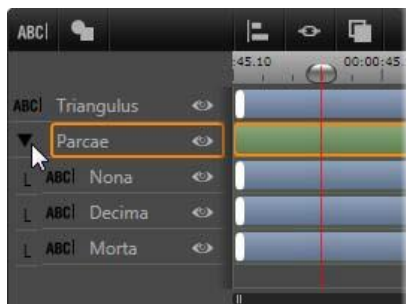 ABC
:45.10 00:00:45.
ABC Triangulus
Parcae
ABC Nona
ABC Decima
ABC Morta